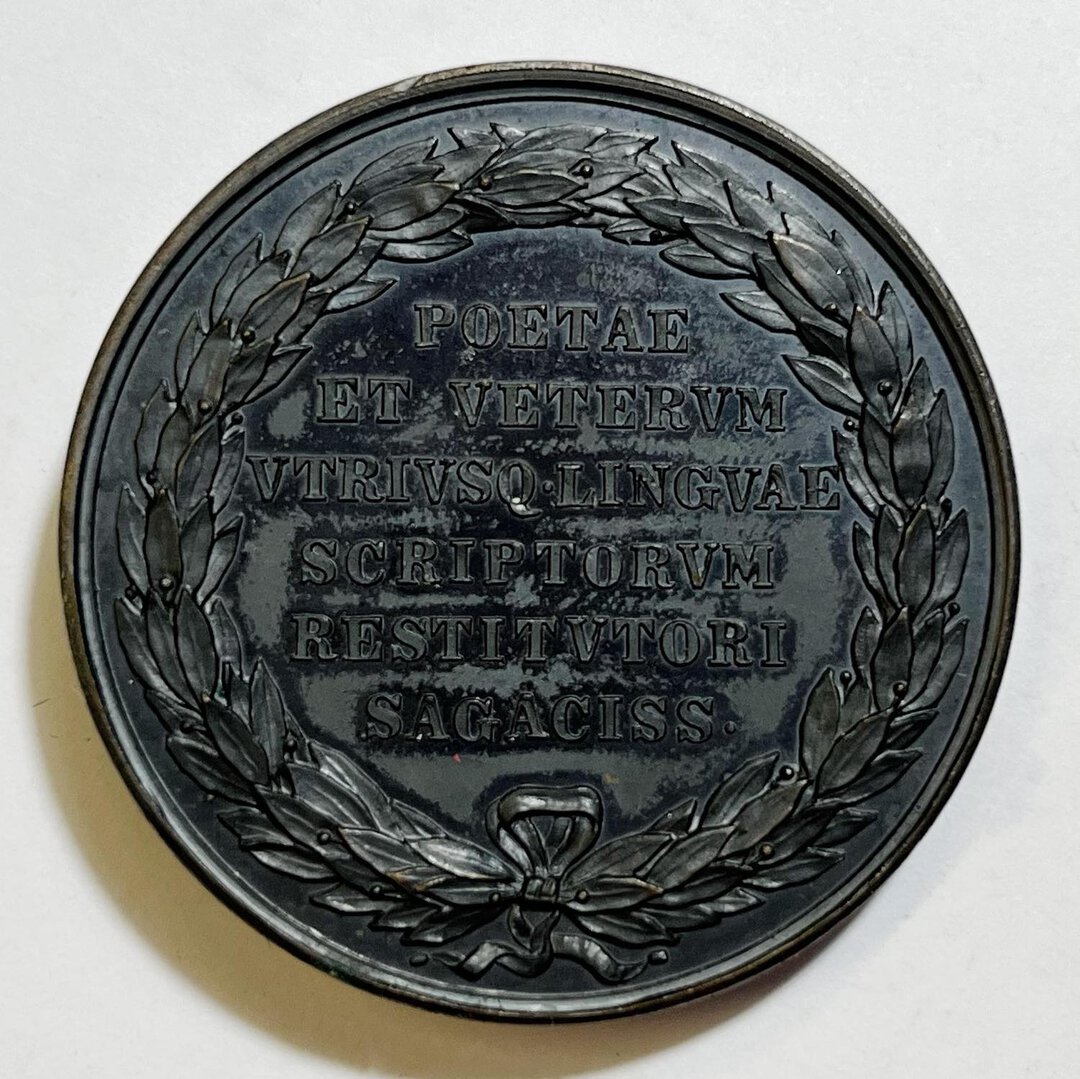 POETAE
ET VETERVM
VTRIVSQ·LINGVAE
SCRIPTORVM
RESTITVTORI
SAGACISS.